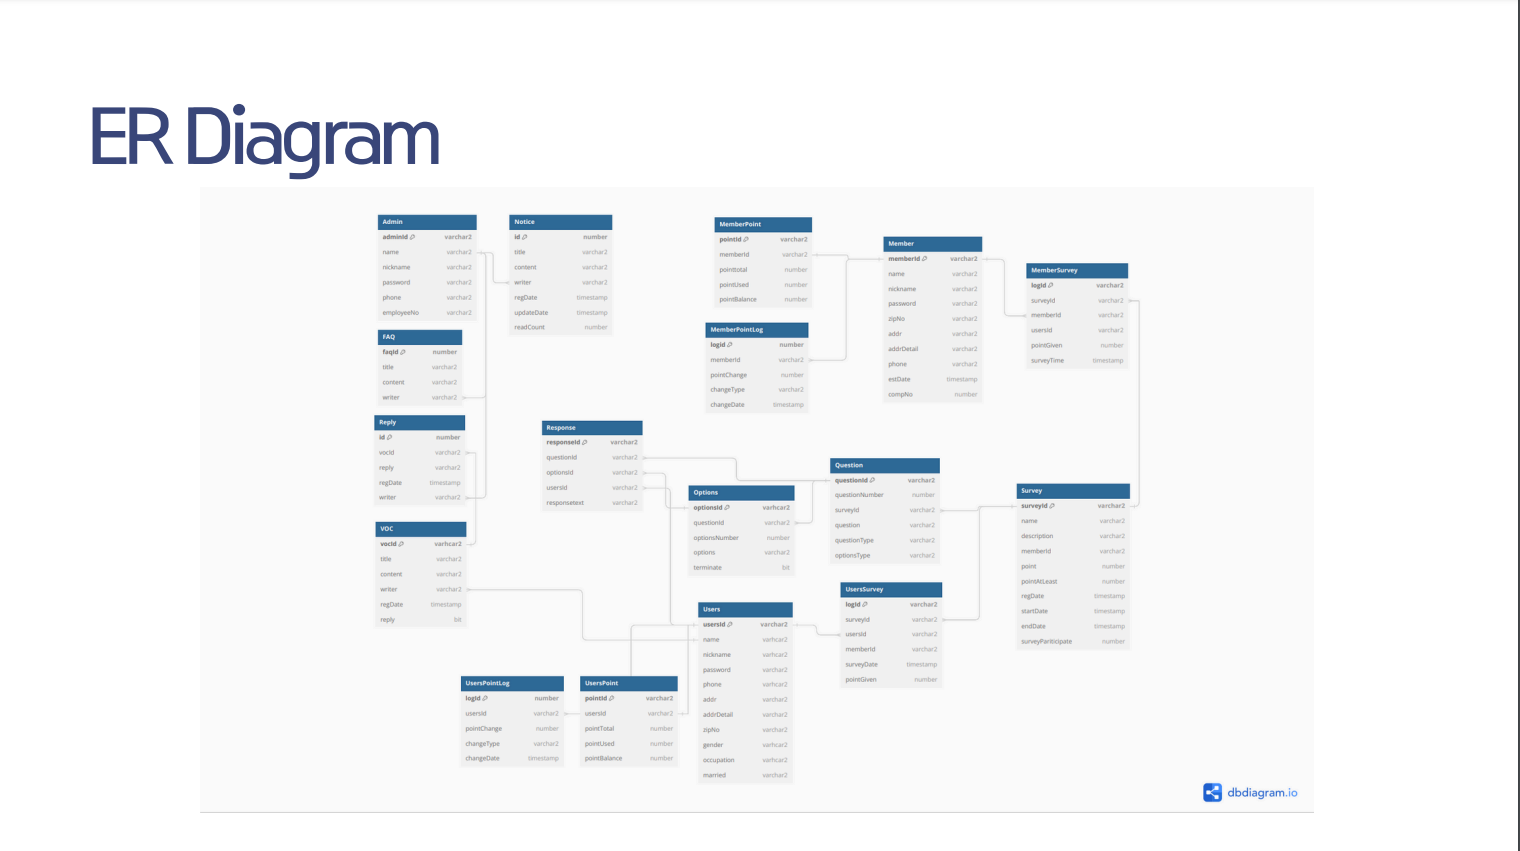 ER Diagram
Admin
adminId varchar2
name varchar2
nickname varchar2
password varchar2
phone varchar2
employeeNo varchar2
Notice
id number
title varchar2
content varchar2
writer varchar2
regDate timestamp
updateDate timestamp
readCount number
FAQ
faqId number
title varchar2
content varchar2
writer varchar2
Reply
id number
vocId varchar2
reply varchar2
regDate timestamp
writer varchar2
VOC
vocId varhcar2
title varchar2
content varchar2
writer varchar2
regDate timestamp
reply bit
MemberPoint
pointId varchar2
memberId varchar2
pointtotal number
pointUsed number
pointBalance number
MemberPointLog
logid number
memberId varchar2
pointChange number
changeType varchar2
changeDate timestamp
Member
memberId varchar2
name varchar2
nickname varchar2
password varchar2
zipNo varchar2
addr varchar2
addrDetail varchar2
phone varchar2
estDate timestamp
compNo number
MemberSurvey
logId varchar2
surveyId varchar2
memberId varchar2
usersId varchar2
pointGiven number
surveyTime timestamp
Response
responseId varchar2
questionId varchar2
optionsId varchar2
usersId varchar2
responsetext varchar2
Options
optionsId varhcar2
questionId varchar2
optionsNumber number
options varchar2
terminate bit
Question
questionId varchar2
questionNumber number
surveyId varchar2
question varchar2
questionType varchar2
optionsType varchar2
Survey
surveyId varchar2
name varchar2
description varchar2
memberId varchar2
point number
pointAtLeast number
regDate timestamp
startDate timestamp
endDate timestamp
surveyPariticipate number
UsersSurvey
logId varchar2
surveyId varchar2
usersId varchar2
memberId varchar2
surveyDate timestamp
pointGiven number
Users
usersId varchar2
name varhcar2
nickname varhcar2
password varchar2
phone varhcar2
addr varhcar2
addrDetail varchar2
zipNo varchar2
gender varhcar2
occupation varhcar2
married varchar2
UsersPointLog
logId number
usersId varchar2
pointChange number
changeType varchar2
changeDate timestamp
UsersPoint
pointId varchar2
usersId varchar2
pointTotal number
pointUsed number
pointBalance number
dbdiagram.io